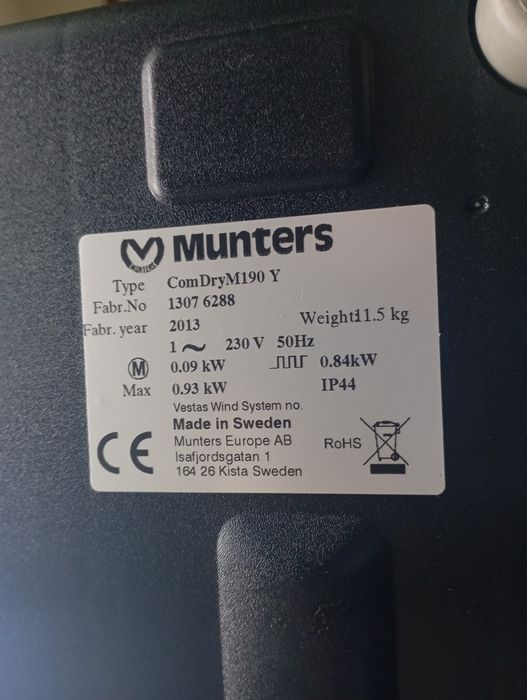 MUNTERS Munters
Type ComDryM190 Y
Fabr.No 1307 6288
Fabr. year 2013 Weight11.5 kg
1 ~ 230 V 50Hz
M 0.09 kW 0.84kW
Max 0.93 kW IP44
Vestas Wind System no.
Made in Sweden
Munters Europe AB RoHS
Isafjordsgatan 1
164 26 Kista Sweden
CE